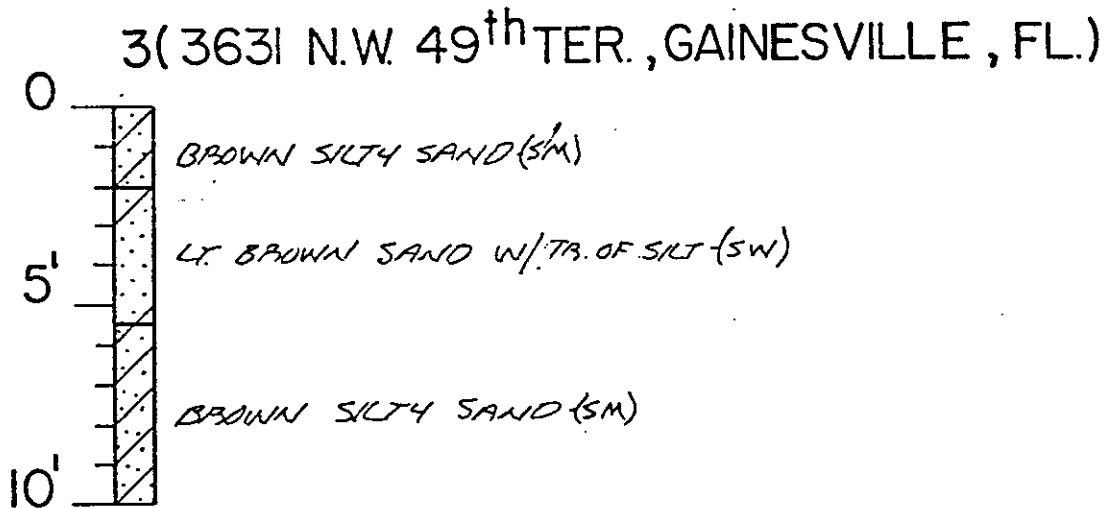 3(3631 N.W. 49th TER., GAINESVILLE, FL.)
0
BROWN SILTY SAND (SM)
LT. BROWN SAND W/TR. OF SILT (SW)
5'
BROWN SILTY SAND (SM)
10'